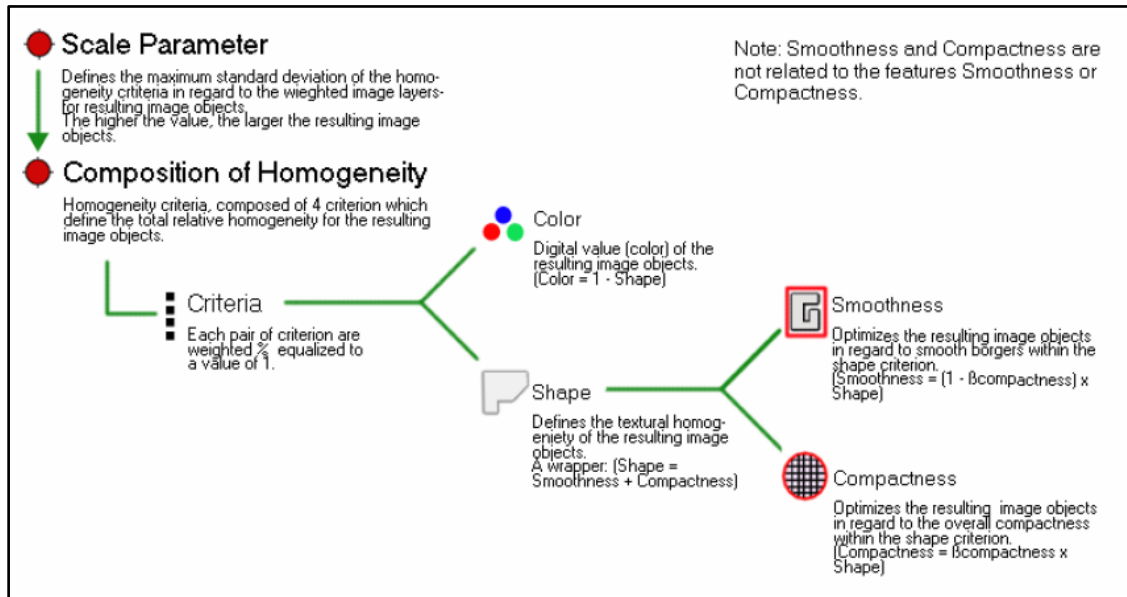 Scale Parameter
Defines the maximum standard deviation of the homo-
geneity critiera in regard to the wieghted image layers-
for resulting image objects.
The higher the value, the larger the resulting image
objects.
Note: Smoothness and Compactness are
not related to the features Smoothness or
Compactness.
Composition of Homogeneity
Homogeneity criteria, composed of 4 criterion which
define the total relative homogeneity for the resulting
image objects.
Criteria
Each pair of criterion are
weighted % equalized to
a value of 1.
Color
Digital value (color) of the
resulting image objects.
(Color = 1 - Shape)
Shape
Defines the textural homog-
eniety of the resulting image
objects.
A wrapper: (Shape =
Smoothness + Compactness)
Smoothness
Optimizes the resulting image objects
in regard to smooth borgers within the
shape criterion.
(Smoothness = (1 - ßcompactness) x
Shape)
Compactness
Optimizes the resulting image objects
in regard to the overall compactness
within the shape criterion.
(Compactness = ßcompactness x
Shape)